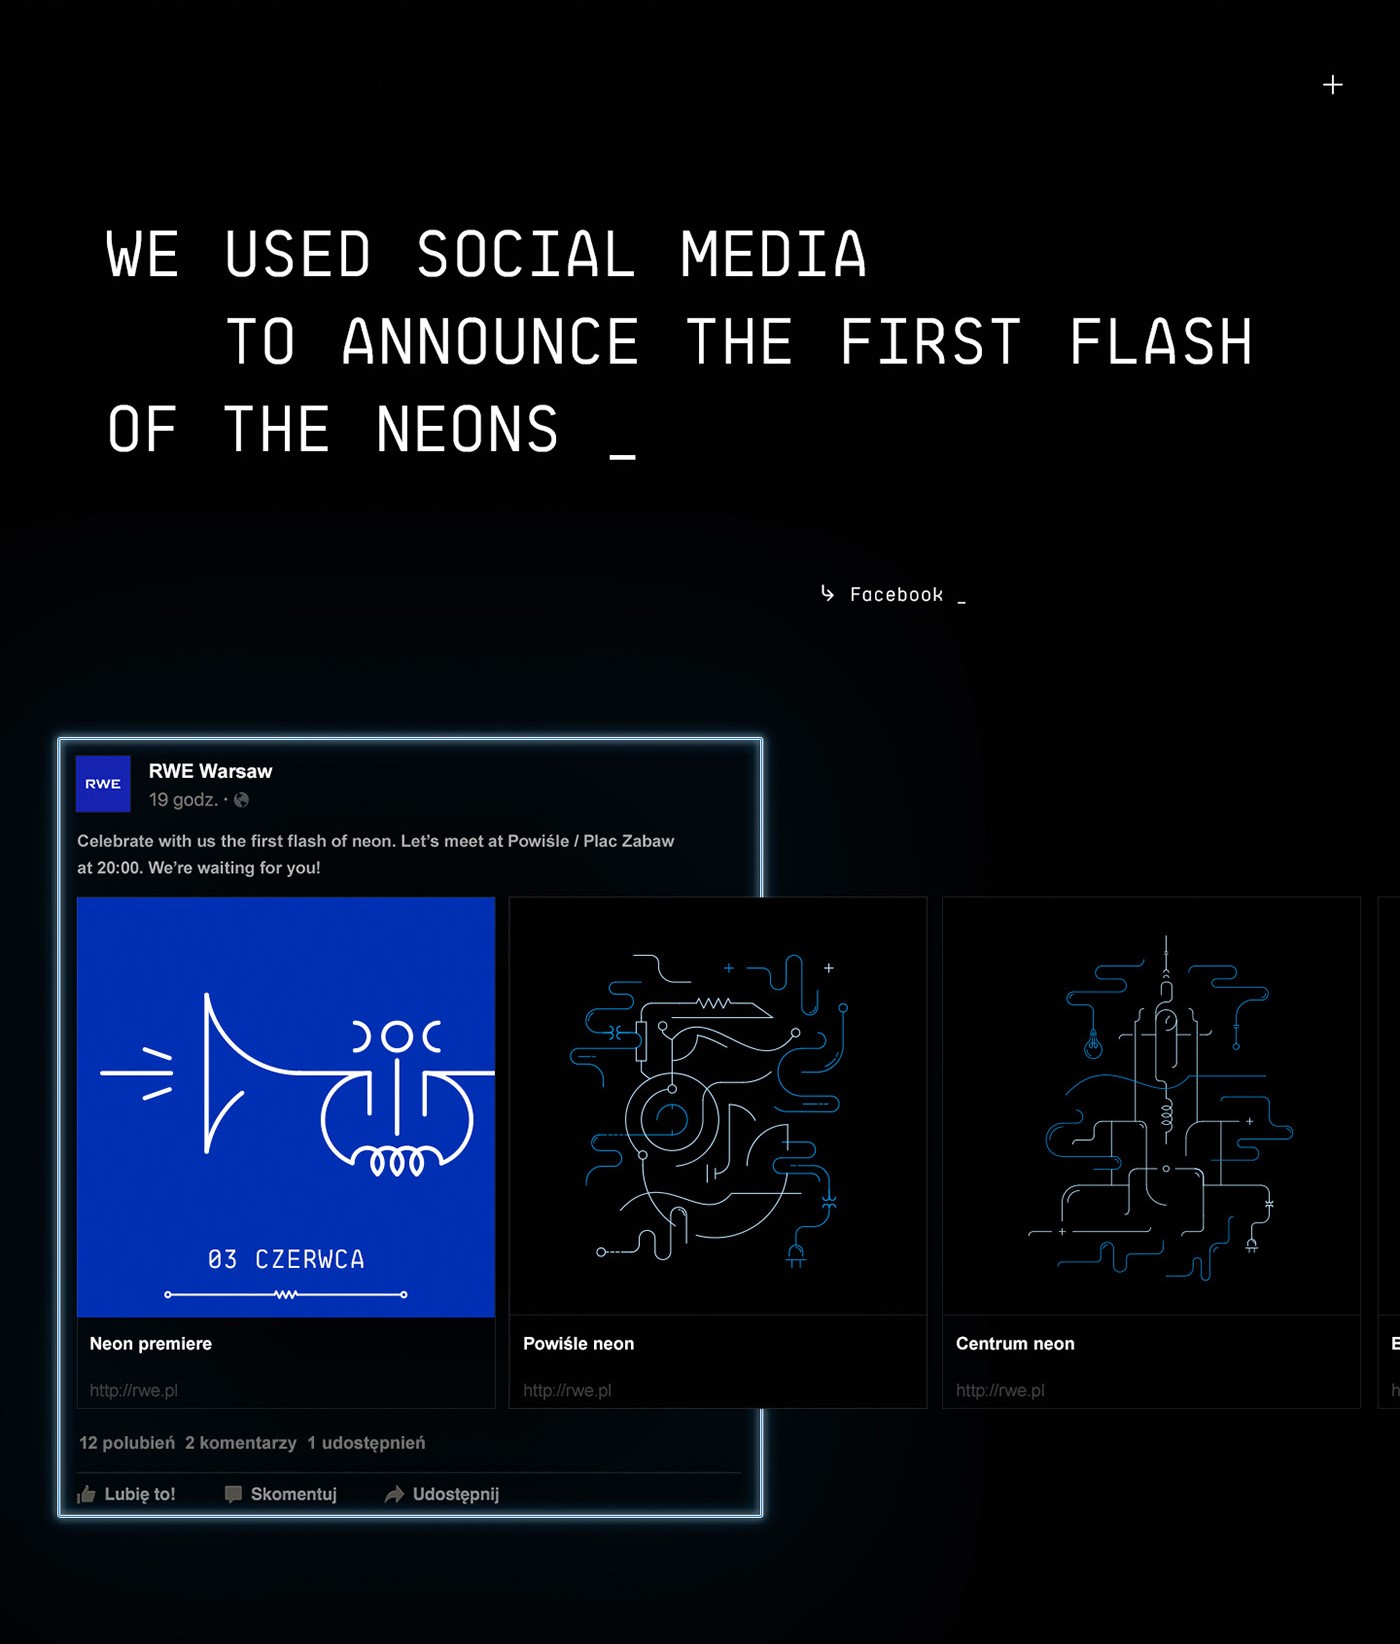 WE USED SOCIAL MEDIA
TO ANNOUNCE THE FIRST FLASH
OF THE NEONS _
Facebook _
RWE
RWE Warsaw
19 godz. ·
Celebrate with us the first flash of neon. Let's meet at Powiśle / Plac Zabaw
at 20:00. We're waiting for you!
03 CZERWCA
Neon premiere
http://rwe.pl
Powiśle neon
http://rwe.pl
Centrum neon
http://rwe.pl
12 polubień 2 komentarzy 1 udostępnień
Lubię to! Skomentuj Udostępnij